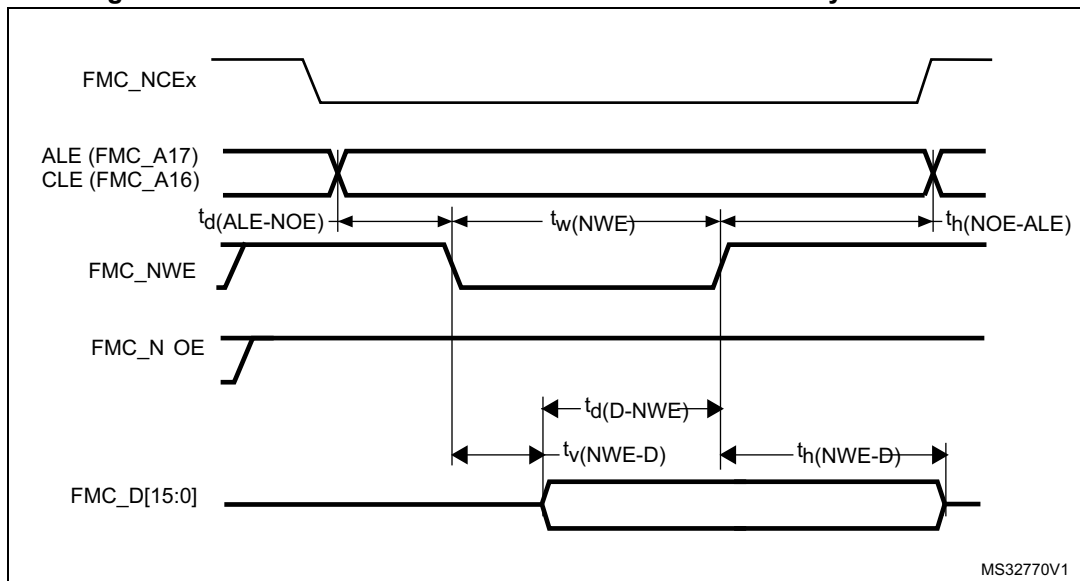 FMC_NCEx
ALE (FMC_A17)
CLE (FMC_A16)
td(ALE-NOE)
tw(NWE)
th(NOE-ALE)
FMC_NWE
FMC_N OE
td(D-NWE)
tv(NWE-D)
th(NWE-D)
FMC_D[15:0]
MS32770V1